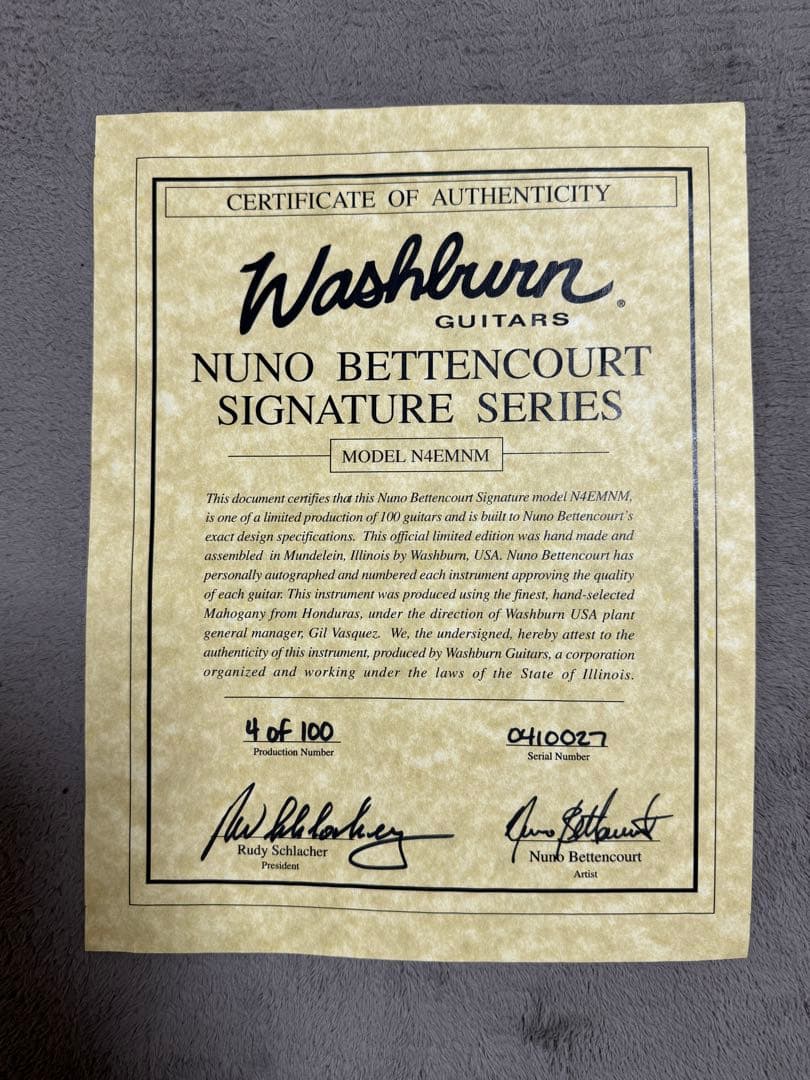 CERTIFICATE OF AUTHENTICITY
Washburn®
GUITARS
NUNO BETTENCOURT
SIGNATURE SERIES
MODEL N4EMNM
This document certifies that this Nuno Bettencourt Signature model N4EMNM,
is one of a limited production of 100 guitars and is built to Nuno Bettencourt's
exact design specifications. This official limited edition was hand made and
assembled in Mundelein, Illinois by Washburn, USA. Nuno Bettencourt has
personally autographed and numbered each instrument approving the quality
of each guitar. This instrument was produced using the finest, hand-selected
Mahogany from Honduras, under the direction of Washburn USA plant
general manager, Gil Vasquez. We, the undersigned, hereby attest to the
authenticity of this instrument, produced by Washburn Guitars, a corporation
organized and working under the laws of the State of Illinois.
4 of 100 0410027
Production Number Serial Number
Rudy Schlacher Nuno Bettencourt
President Artist